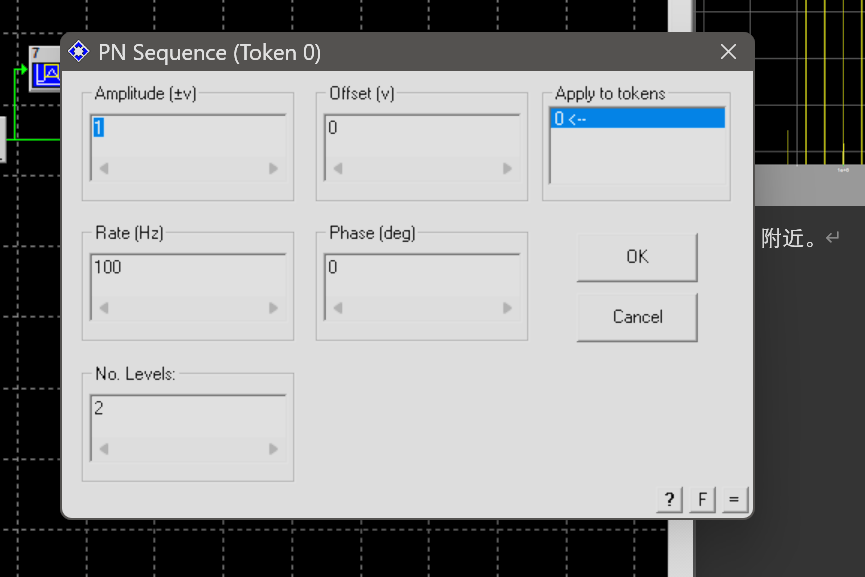 7
PN Sequence (Token 0)
Amplitude (±v)
1
Offset (v)
0
Apply to tokens
0 <--
Rate (Hz)
100
Phase (deg)
0
OK
Cancel
No. Levels:
2
? F =
附近。↵